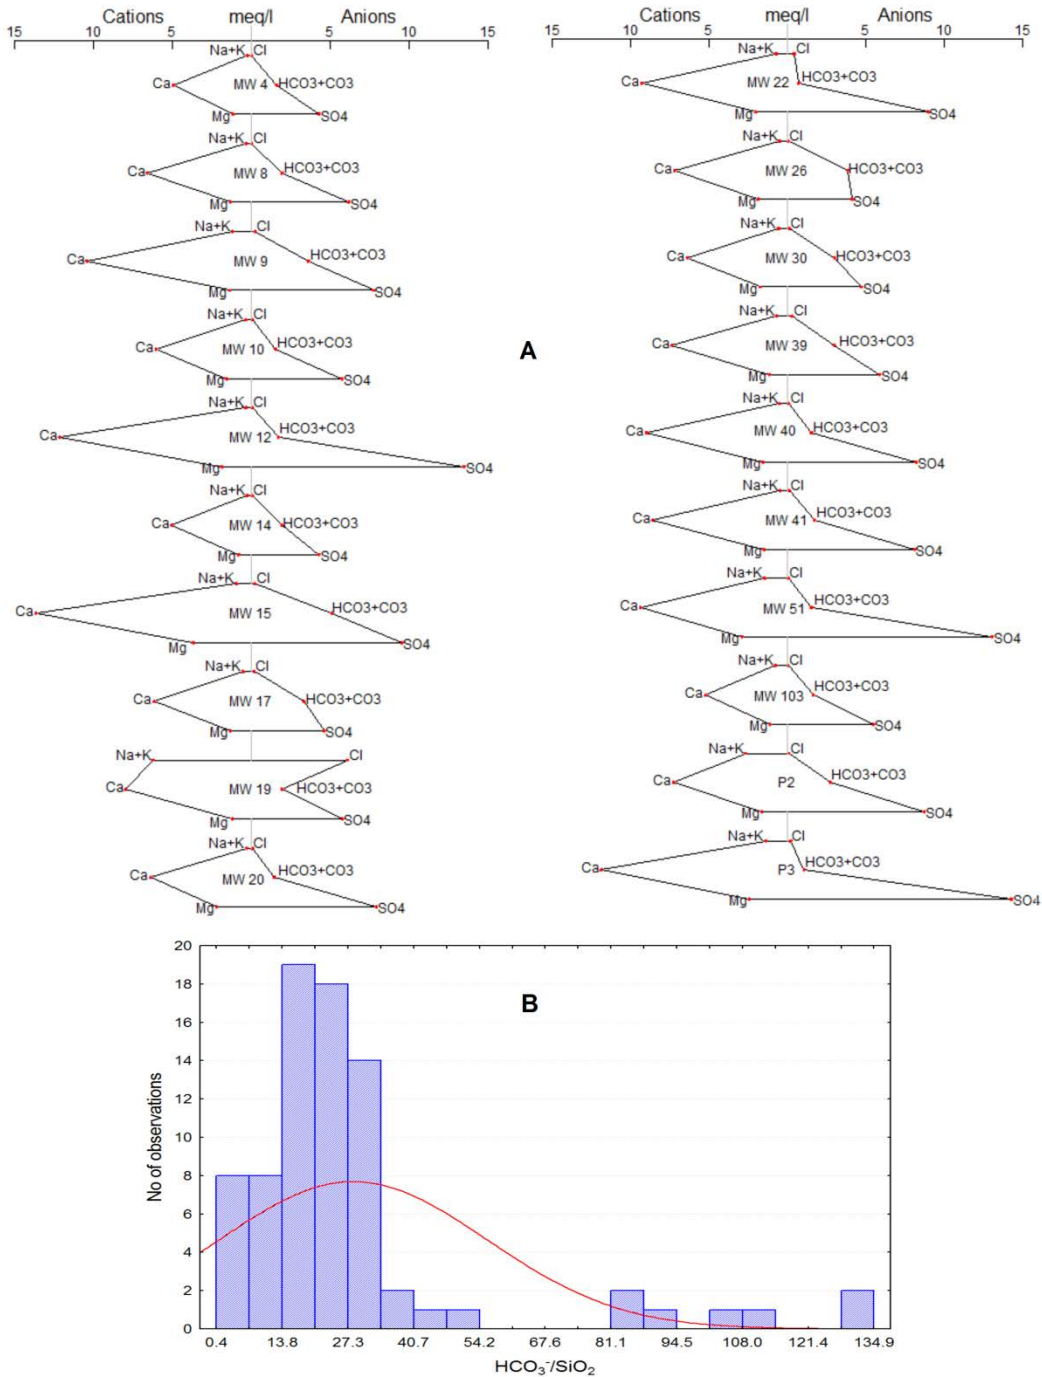 Cations meq/l Anions
15 10 5 5 10 15
Na+K Cl
Ca MW 4 HCO3+CO3
Mg SO4
Na+K Cl
Ca MW 8 HCO3+CO3
Mg SO4
Na+K Cl
Ca MW 9 HCO3+CO3
Mg SO4
Na+K Cl
Ca MW 10 HCO3+CO3
Mg SO4
Na+K Cl
Ca MW 12 HCO3+CO3
Mg SO4
Na+K Cl
Ca MW 14 HCO3+CO3
Mg SO4
Na+K Cl
Ca MW 15 HCO3+CO3
Mg SO4
Na+K Cl
Ca MW 17 HCO3+CO3
Mg SO4
Na+K Cl
Ca MW 19 HCO3+CO3
Mg SO4
Na+K Cl
Ca MW 20 HCO3+CO3
Mg SO4
A
Cations meq/l Anions
15 10 5 5 10 15
Na+K Cl
Ca MW 22 HCO3+CO3
Mg SO4
Na+K Cl
Ca MW 26 HCO3+CO3
Mg SO4
Na+K Cl
Ca MW 30 HCO3+CO3
Mg SO4
Na+K Cl
Ca MW 39 HCO3+CO3
Mg SO4
Na+K Cl
Ca MW 40 HCO3+CO3
Mg SO4
Na+K Cl
Ca MW 41 HCO3+CO3
Mg SO4
Na+K Cl
Ca MW 51 HCO3+CO3
Mg SO4
Na+K Cl
Ca MW 103 HCO3+CO3
Mg SO4
Na+K Cl
Ca P2 HCO3+CO3
Mg SO4
Na+K Cl
Ca P3 HCO3+CO3
Mg SO4
B
No of observations
20
18
16
14
12
10
8
6
4
2
0
0.4 13.8 27.3 40.7 54.2 67.6 81.1 94.5 108.0 121.4 134.9
HCO₃⁻/SiO₂